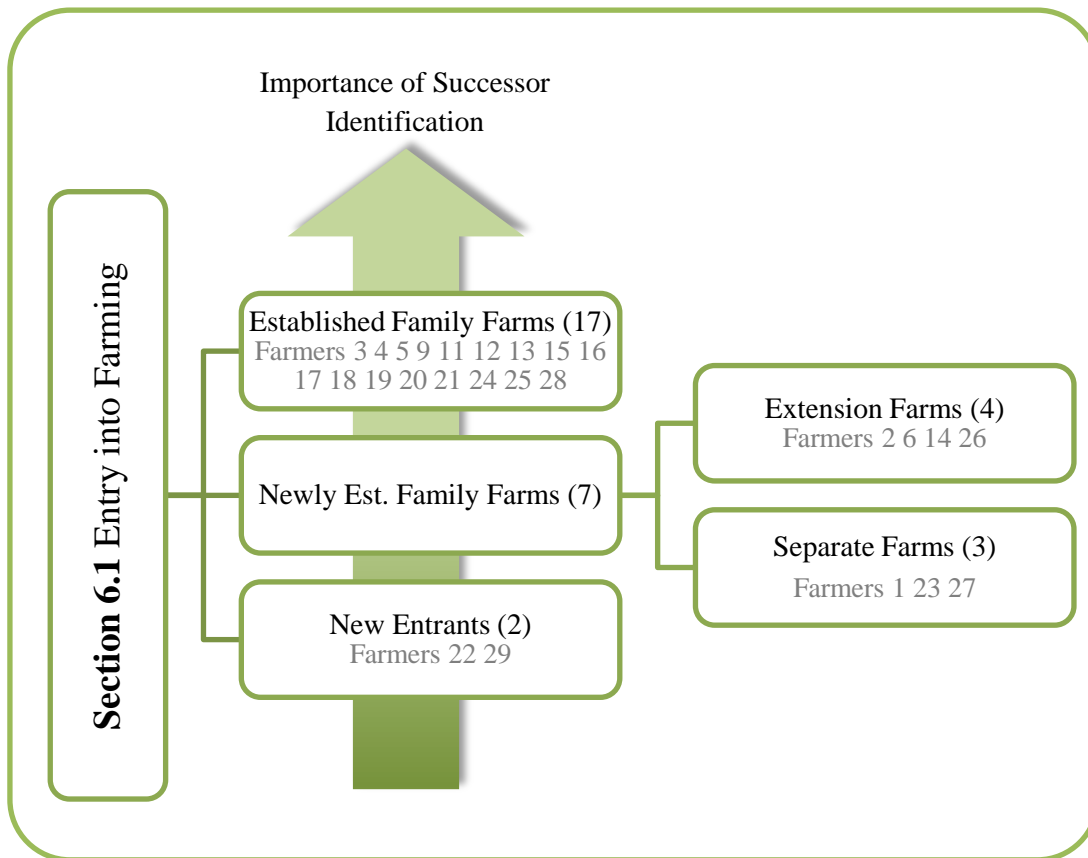 Importance of Successor
Identification
Section 6.1 Entry into Farming
Established Family Farms (17)
Farmers 3 4 5 9 11 12 13 15 16
17 18 19 20 21 24 25 28
Newly Est. Family Farms (7)
New Entrants (2)
Farmers 22 29
Extension Farms (4)
Farmers 2 6 14 26
Separate Farms (3)
Farmers 1 23 27